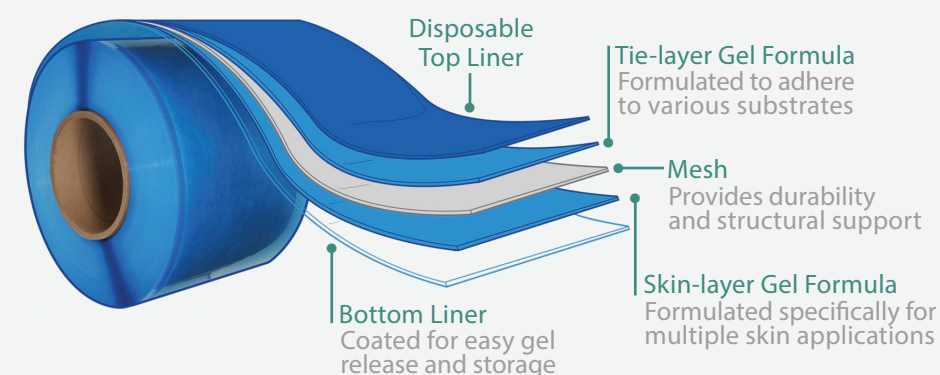 Disposable
Top Liner
Tie-layer Gel Formula
Formulated to adhere
to various substrates
Mesh
Provides durability
and structural support
Skin-layer Gel Formula
Formulated specifically for
multiple skin applications
Bottom Liner
Coated for easy gel
release and storage